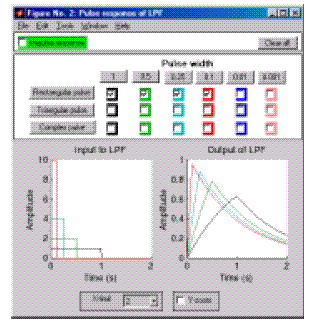 Figure No. 2: Pulse response of LPF
File Edit Tools Window Help
Impulse response Clear all
Pulse width
1 0.5 0.25 0.1 0.01 0.001
Rectangular pulse
Triangular pulse
Complex pulse
Input to LPF Output of LPF
10 1
8 0.8
6 0.6
4 0.4
2 0.2
0 0
0 1 2 0 1 2
Amplitude Amplitude
Time (s) Time (s)
Xmax 2 Y zoom